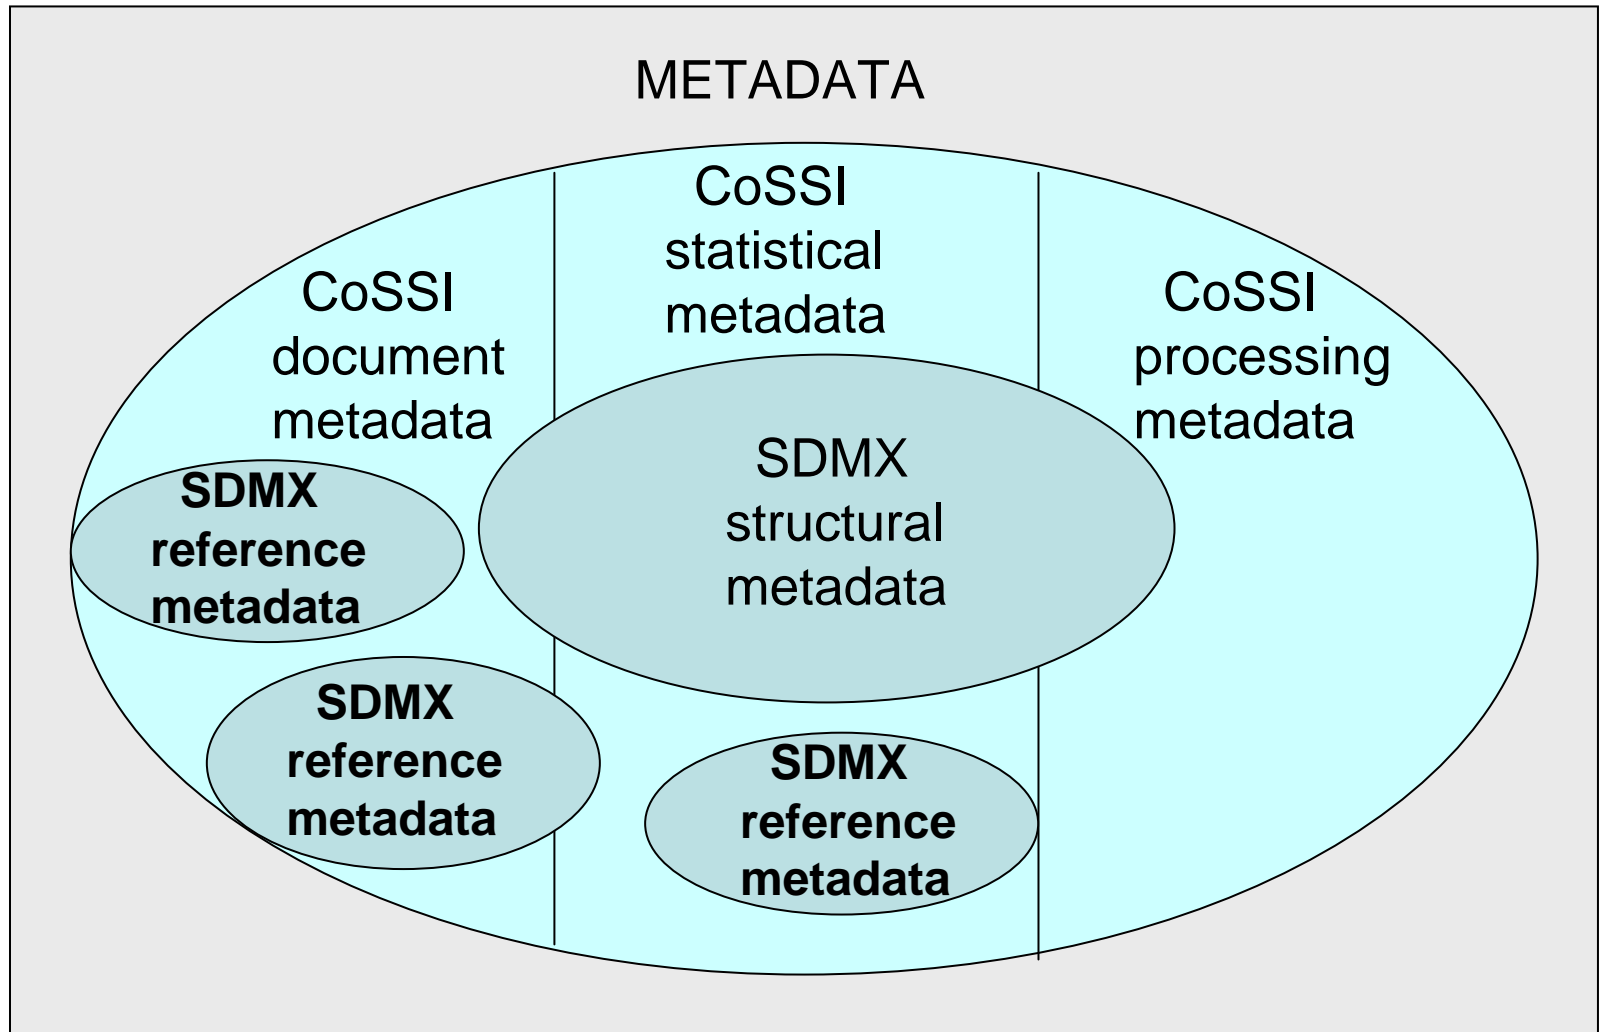 METADATA
CoSSI
statistical
metadata
CoSSI
document
metadata
CoSSI
processing
metadata
SDMX
structural
metadata
SDMX
reference
metadata
SDMX
reference
metadata
SDMX
reference
metadata